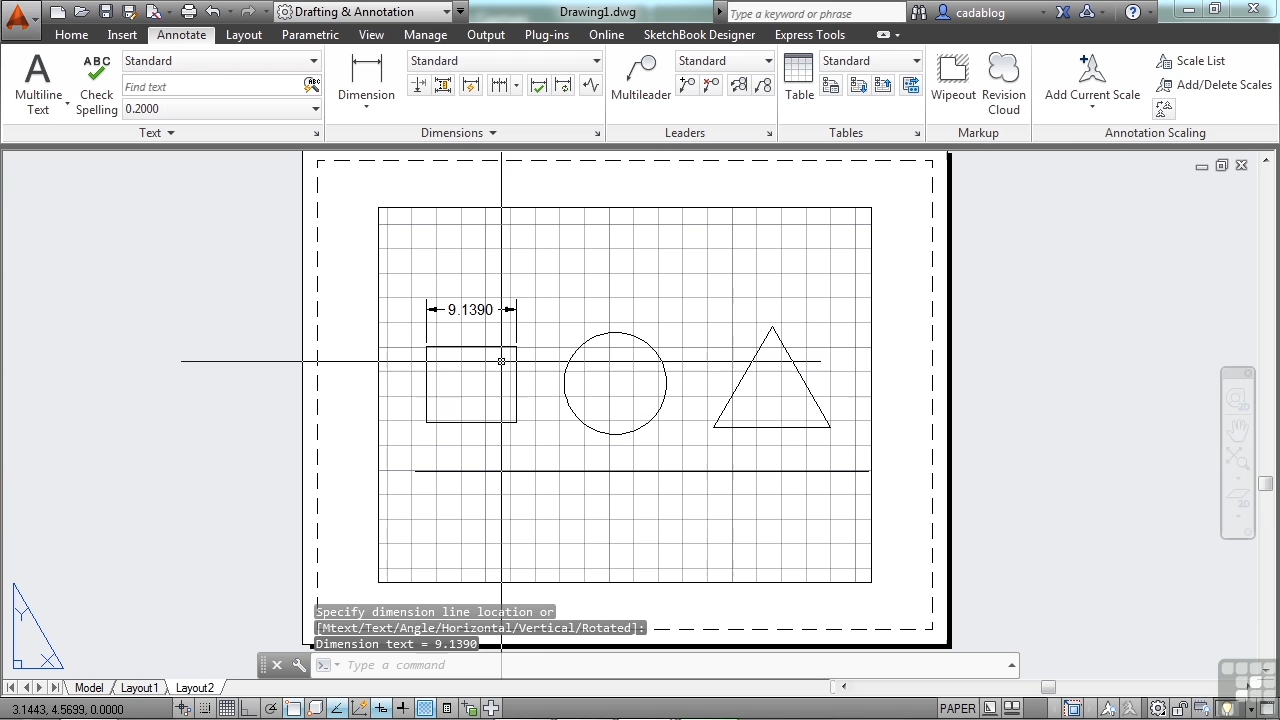 Drafting & Annotation
Drawing1.dwg
Type a keyword or phrase
cadablog
Home Insert Annotate Layout Parametric View Manage Output Plug-ins Online SketchBook Designer Express Tools
Multiline Text
ABC Check Spelling
Standard
Find text
0.2000
Text
Dimension
Standard
Dimensions
Multileader
Standard
Leaders
Table
Standard
Tables
Wipeout
Revision Cloud
Markup
Add Current Scale
Scale List
Add/Delete Scales
Annotation Scaling
9.1390
2D
2D
Y
X
Specify dimension line location or
[Mtext/Text/Angle/Horizontal/Vertical/Rotated]:
Dimension text = 9.1390
Type a command
Model Layout1 Layout2
3.1443, 4.5699, 0.0000
PAPER